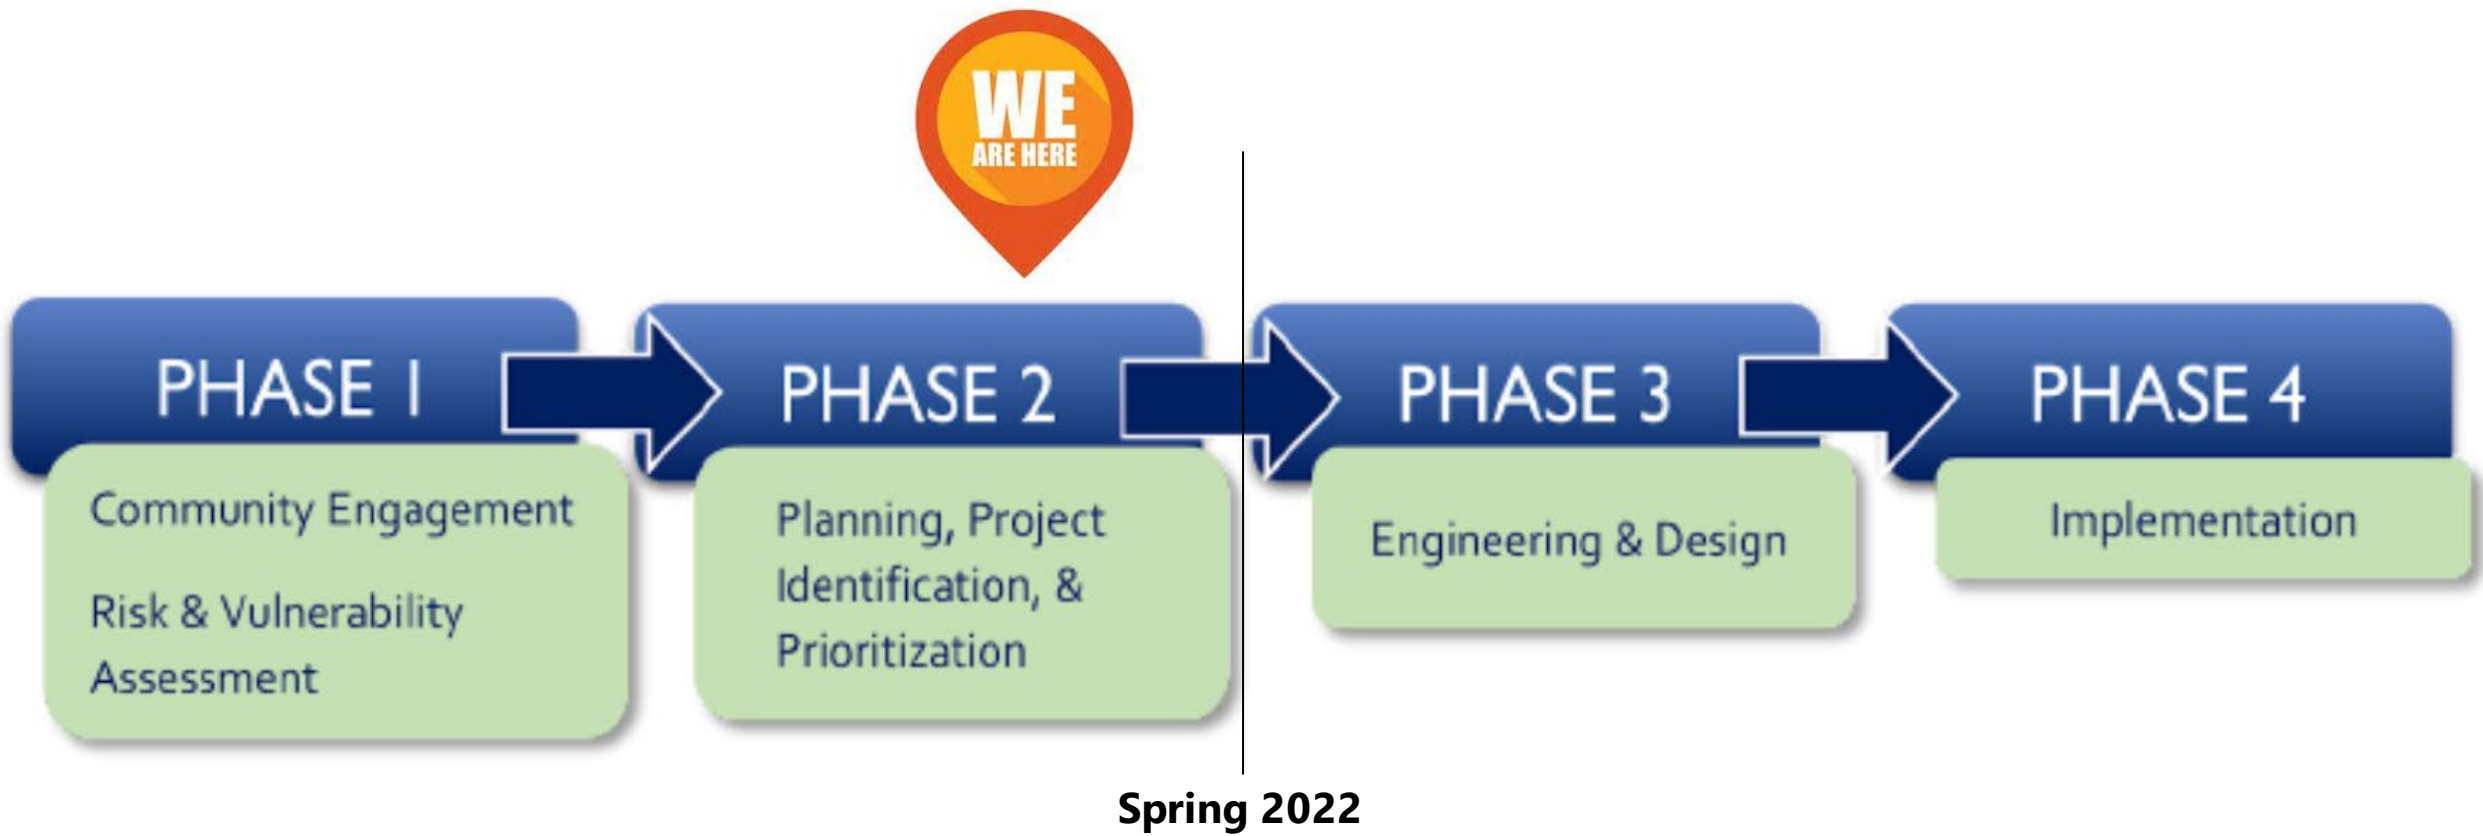 WE
ARE HERE
PHASE 1
PHASE 2
PHASE 3
PHASE 4
Community Engagement
Risk & Vulnerability
Assessment
Planning, Project
Identification, &
Prioritization
Engineering & Design
Implementation
Spring 2022